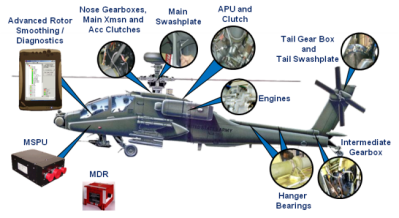 Advanced Rotor
Smoothing /
Diagnostics
Nose Gearboxes,
Main Xmsn and
Acc Clutches
Main
Swashplate
APU and
Clutch
Tail Gear Box
and
Tail Swashplate
Engines
MSPU
MDR
Intermediate
Gearbox
Hanger
Bearings